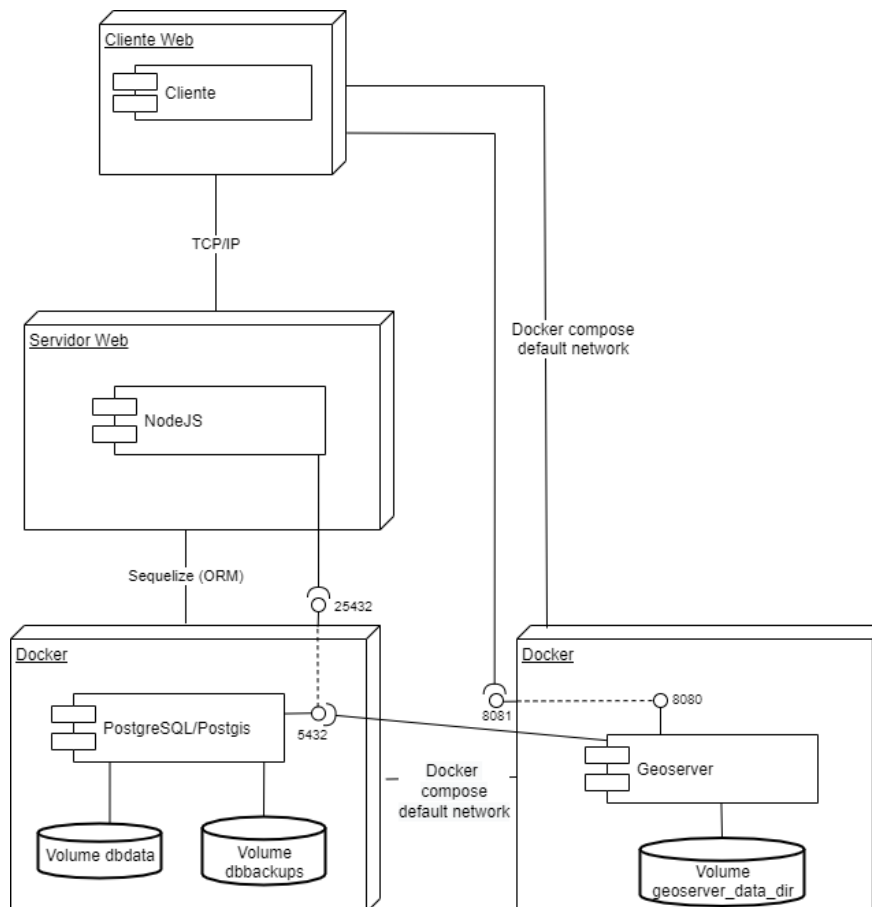 Cliente Web
Cliente
TCP/IP
Servidor Web
Docker compose
default network
NodeJS
Sequelize (ORM)
25432
Docker
Docker
PostgreSQL/Postgis
5432
8081
8080
Geoserver
Docker
compose
default network
Volume dbdata
Volume
dbbackups
Volume
geoserver_data_dir